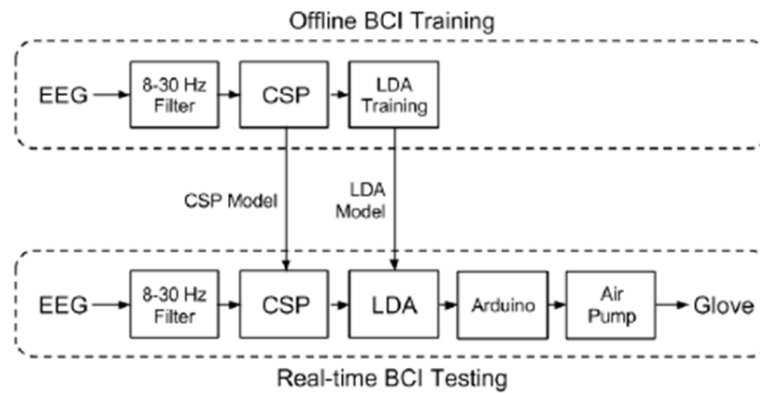 Offline BCI Training
EEG
8-30 Hz
Filter
CSP
LDA
Training
CSP Model
LDA
Model
EEG
8-30 Hz
Filter
CSP
LDA
Arduino
Air
Pump
Glove
Real-time BCI Testing